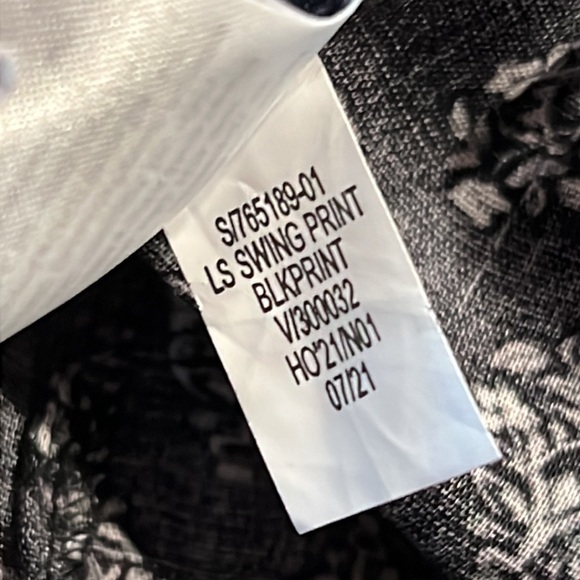 S/765189-01
LS SWING PRINT
BLKPRINT
V/300032
HO'21/N01
07/21